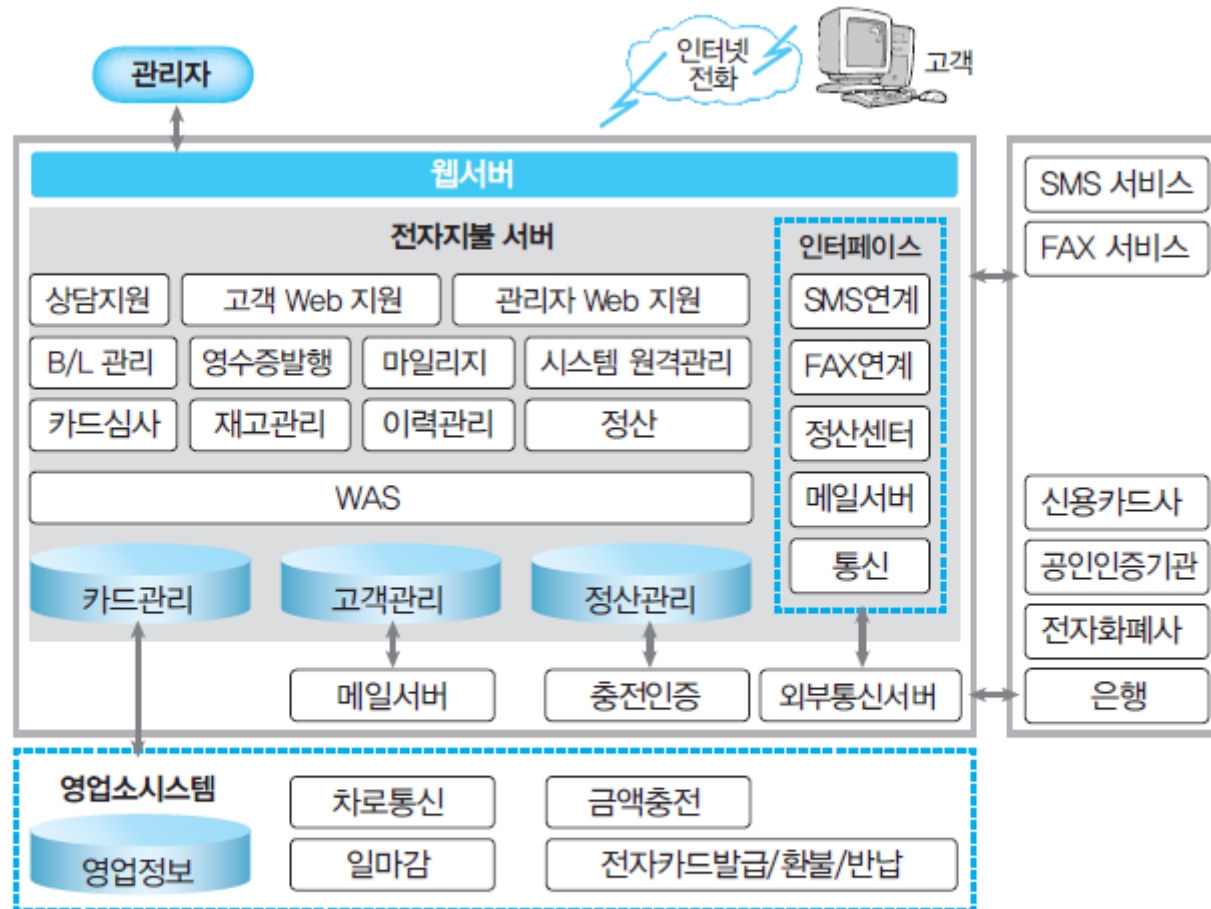 인터넷
전화
고객
관리자
웹서버
전자지불 서버
인터페이스
상담지원
고객 Web 지원
관리자 Web 지원
SMS연계
B/L 관리
영수증발행
마일리지
시스템 원격관리
FAX연계
카드심사
재고관리
이력관리
정산
정산센터
WAS
메일서버
통신
카드관리
고객관리
정산관리
메일서버
충전인증
외부통신서버
SMS 서비스
FAX 서비스
신용카드사
공인인증기관
전자화폐사
은행
영업소시스템
차로통신
금액충전
영업정보
일마감
전자카드발급/환불/반납